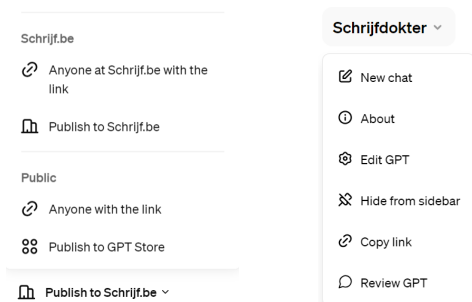 Schrijf.be
Anyone at Schrijf.be with the
link
Publish to Schrijf.be
Public
Anyone with the link
Publish to GPT Store
Publish to Schrijf.be
Schrijfdokter
New chat
About
Edit GPT
Hide from sidebar
Copy link
Review GPT